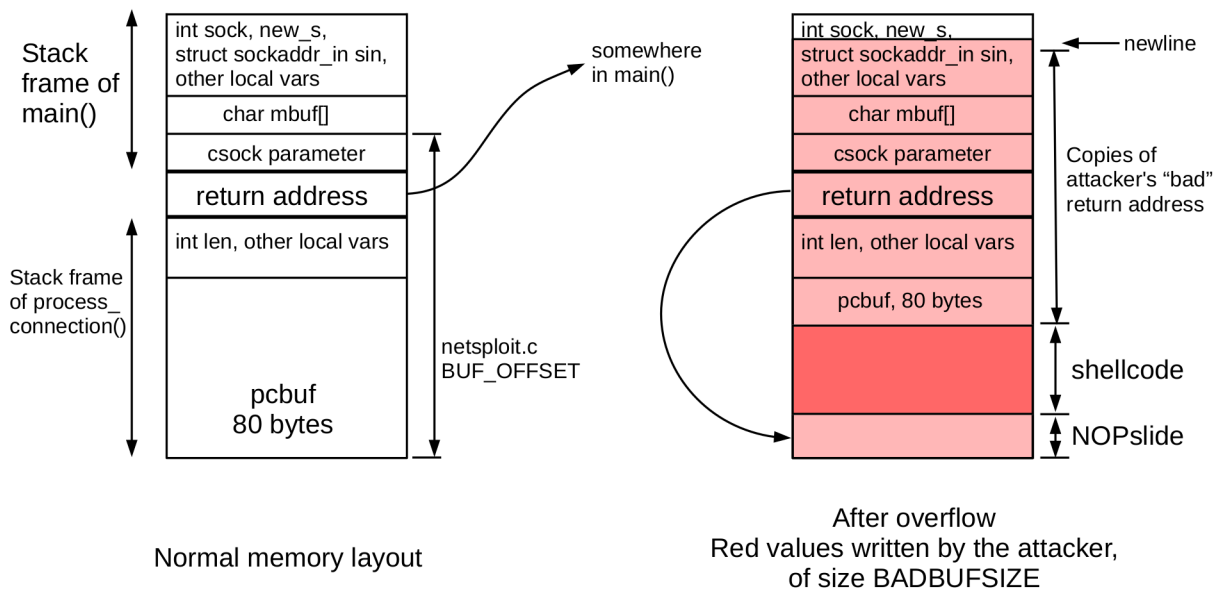 Stack
frame of
main()
int sock, new_s,
struct sockaddr_in sin,
other local vars
char mbuf[]
csock parameter
return address
int len, other local vars
pcbuf
80 bytes
Stack frame
of process_
connection()
somewhere
in main()
netsploit.c
BUF_OFFSET
Normal memory layout
int sock, new_s,
struct sockaddr_in sin,
other local vars
char mbuf[]
csock parameter
return address
int len, other local vars
pcbuf, 80 bytes
newline
Copies of
attacker's “bad”
return address
shellcode
NOPslide
After overflow
Red values written by the attacker,
of size BADBUFSIZE